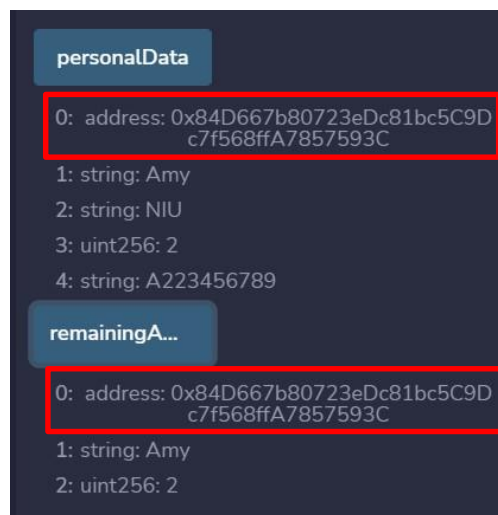 personalData
0: address: 0x84D667b80723eDc81bc5C9D
c7f568ffA7857593C
1: string: Amy
2: string: NIU
3: uint256: 2
4: string: A223456789
remainingA...
0: address: 0x84D667b80723eDc81bc5C9D
c7f568ffA7857593C
1: string: Amy
2: uint256: 2